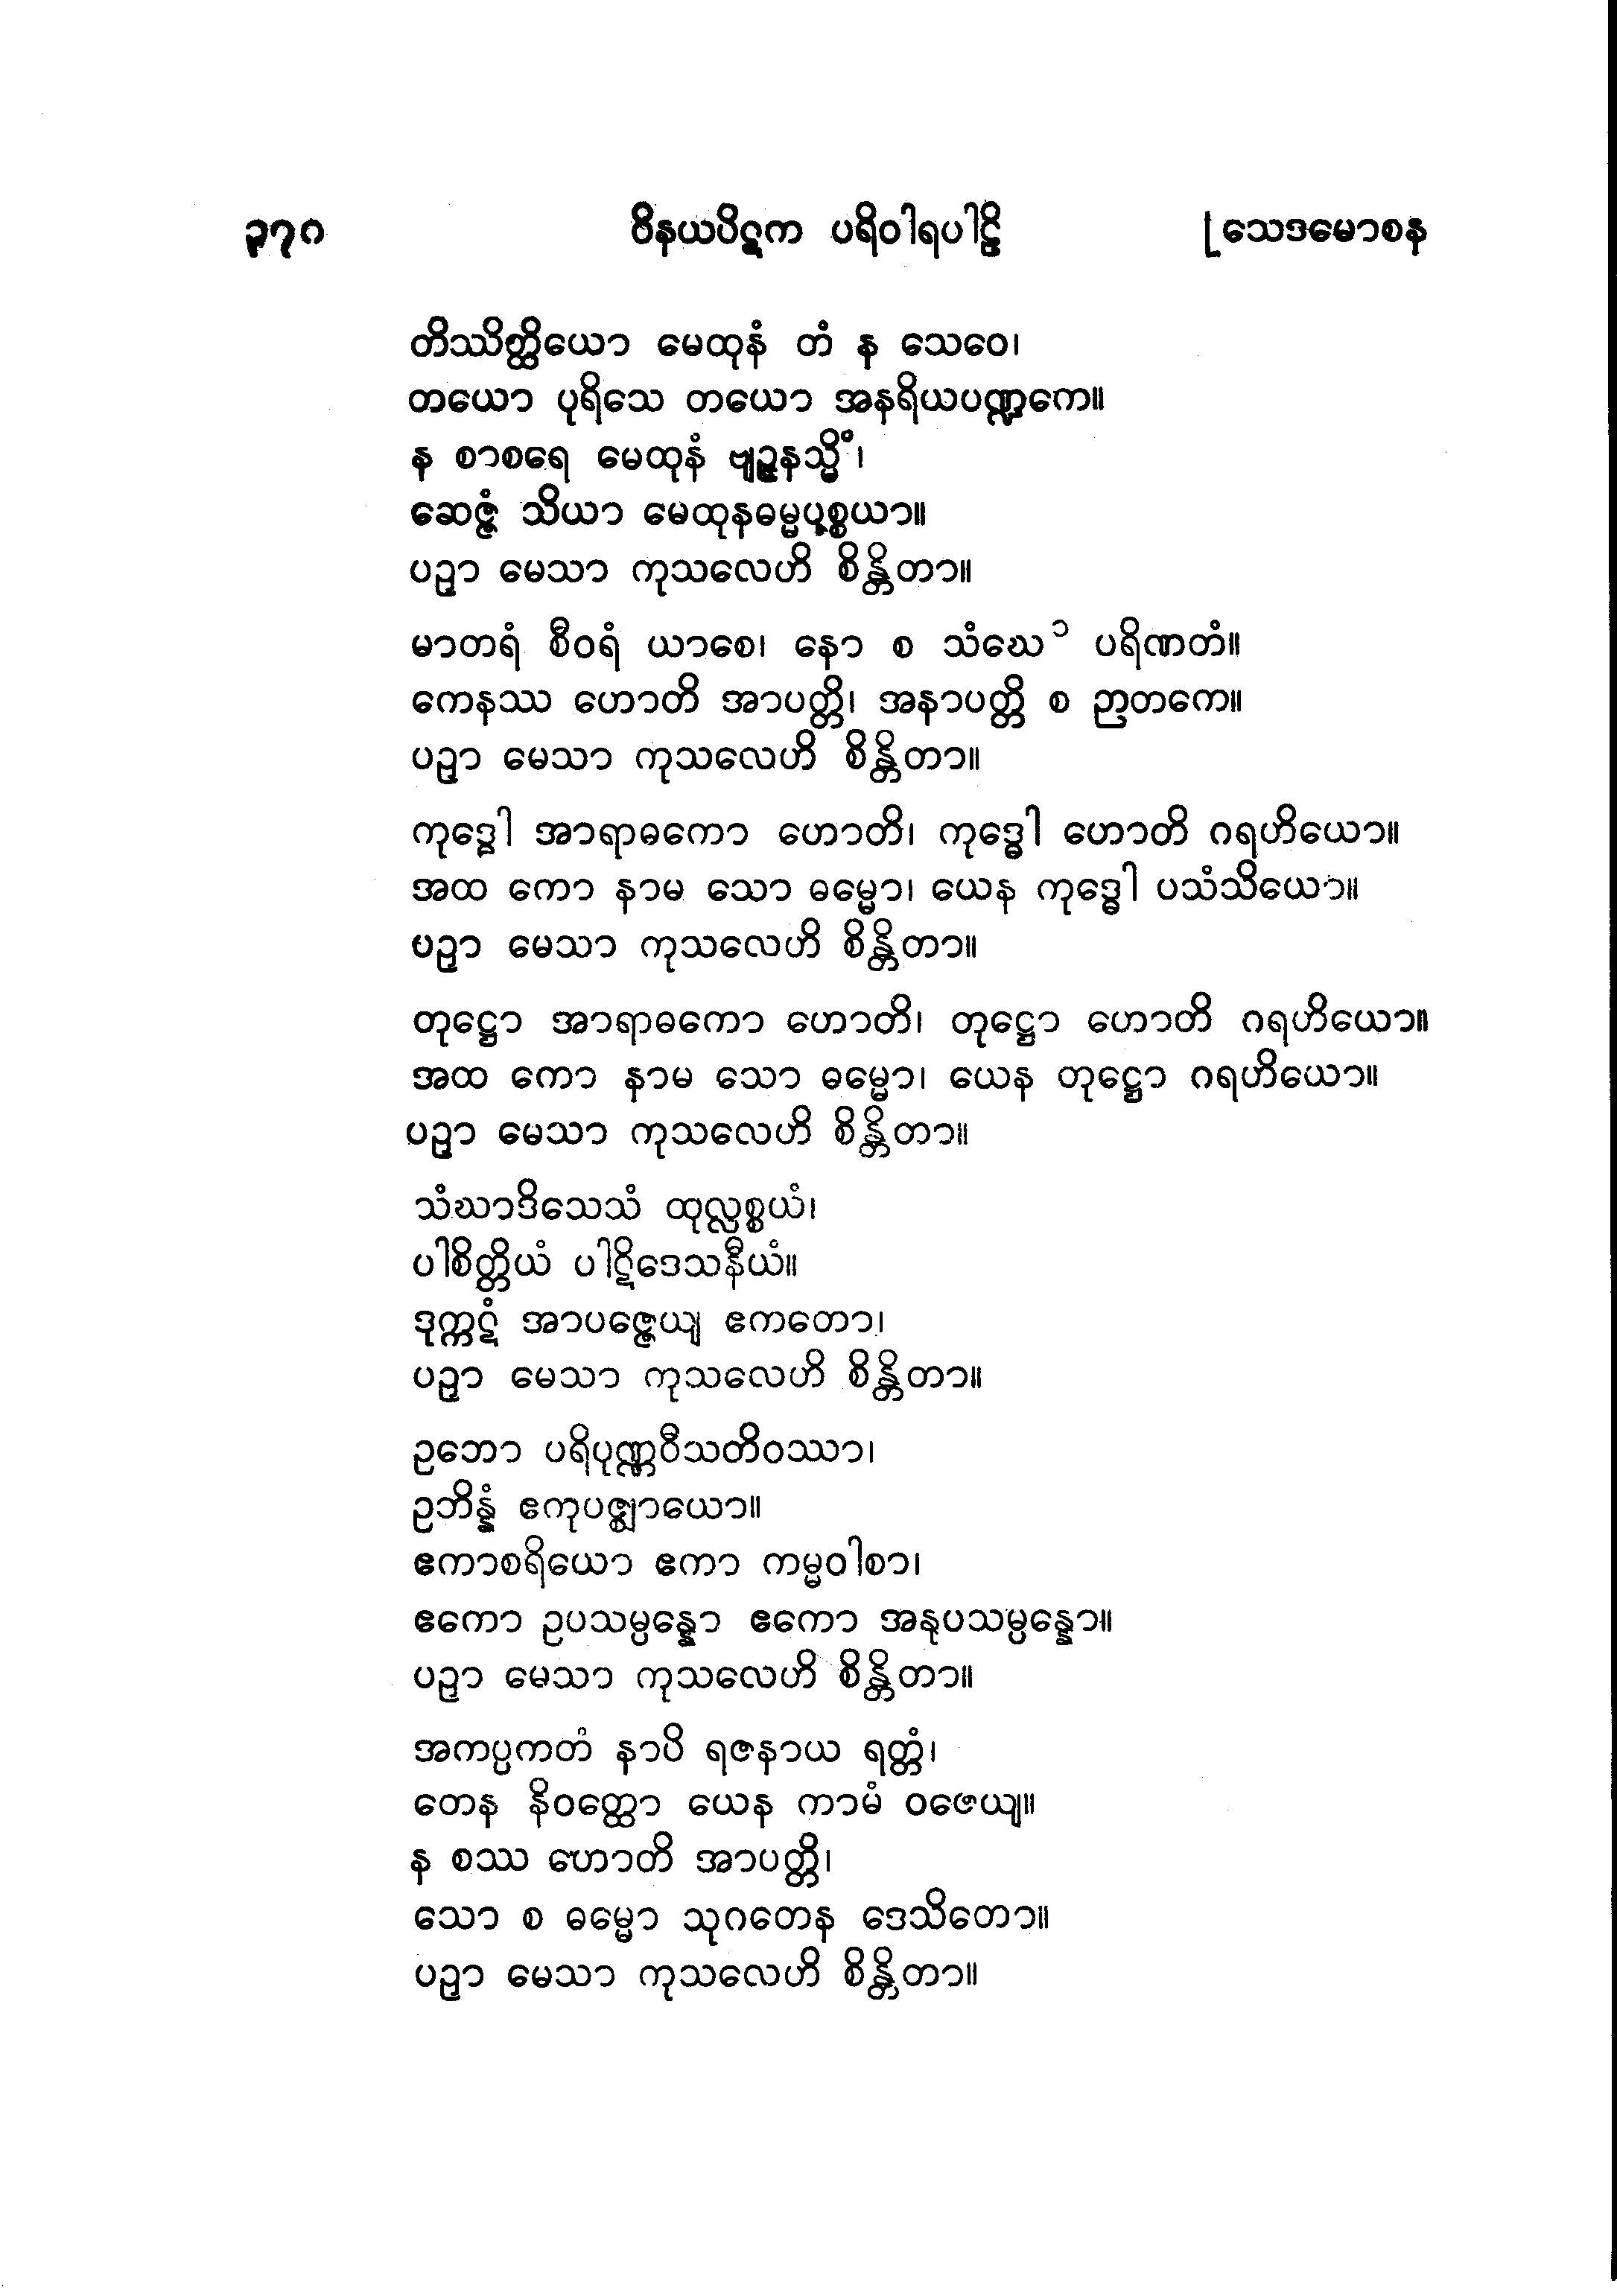 ၃၇၈ ဝိနယပိဋက ပရိဝါရပါဠိ [သေဒမောစန
တိဿိတ္ထိယော မေထုနံ တံ န သေဝေ၊
တယော ပုရိသေ တယော အနရိယပဏ္ဍကေ။
န စာစရေ မေထုနံ ဗျဉ္ဇနသ္မိံ၊
ဆေဇ္ဇံ သိယာ မေထုနဓမ္မပစ္စယာ။
ပဉှာ မေသာ ကုသလေဟိ စိန္တိတာ။
မာတရံ စီဝရံ ယာစေ၊ နော စ သံဃေ ပရိဏတံ။
ကေနဿ ဟောတိ အာပတ္တိ၊ အနာပတ္တိ စ ဉာတကေ။
ပဉှာ မေသာ ကုသလေဟိ စိန္တိတာ။
ကုဒ္ဓေါ အာရာဓကော ဟောတိ၊ ကုဒ္ဓေါ ဟောတိ ဂရဟိယော။
အထ ကော နာမ သော ဓမ္မော၊ ယေန ကုဒ္ဓေါ ပသံသိယော။
ပဉှာ မေသာ ကုသလေဟိ စိန္တိတာ။
တုဋ္ဌော အာရာဓကော ဟောတိ၊ တုဋ္ဌော ဟောတိ ဂရဟိယော။
အထ ကော နာမ သော ဓမ္မော၊ ယေန တုဋ္ဌော ဂရဟိယော။
ပဉှာ မေသာ ကုသလေဟိ စိန္တိတာ။
သံဃာဒိသေသံ ထုလ္လစ္စယံ၊
ပါစိတ္တိယံ ပါဋိဒေသနီယံ။
ဒုက္ကဋံ အာပဇ္ဇေယျ ဧကတော၊
ပဉှာ မေသာ ကုသလေဟိ စိန္တိတာ။
ဥဘော ပရိပုဏ္ဏဝီသတိဝဿာ၊
ဥဘိန္နံ ဧကုပဇ္ဈာယော။
ဧကာစရိယော ဧကာ ကမ္မဝါစာ၊
ဧကော ဥပသမ္ပန္နော ဧကော အနုပသမ္ပန္နော။
ပဉှာ မေသာ ကုသလေဟိ စိန္တိတာ။
အကပ္ပကတံ နာပိ ရဇနာယ ရတ္တံ၊
တေန နိဝတ္ထော ယေန ကာမံ ဝဇေယျ။
န စဿ ဟောတိ အာပတ္တိ၊
သော စ ဓမ္မော သုဂတေန ဒေသိတော။
ပဉှာ မေသာ ကုသလေဟိ စိန္တိတာ။